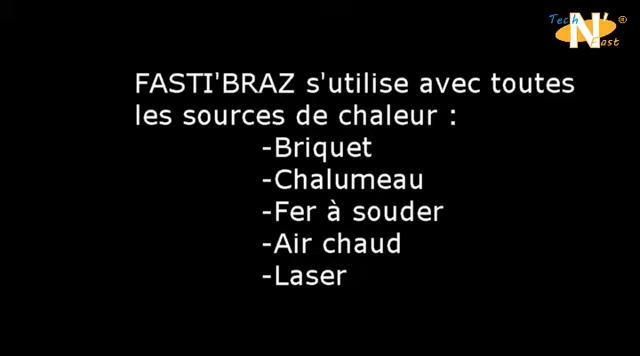 Tech N' Fast ®
FASTI'BRAZ s'utilise avec toutes
les sources de chaleur :
-Briquet
-Chalumeau
-Fer à souder
-Air chaud
-Laser